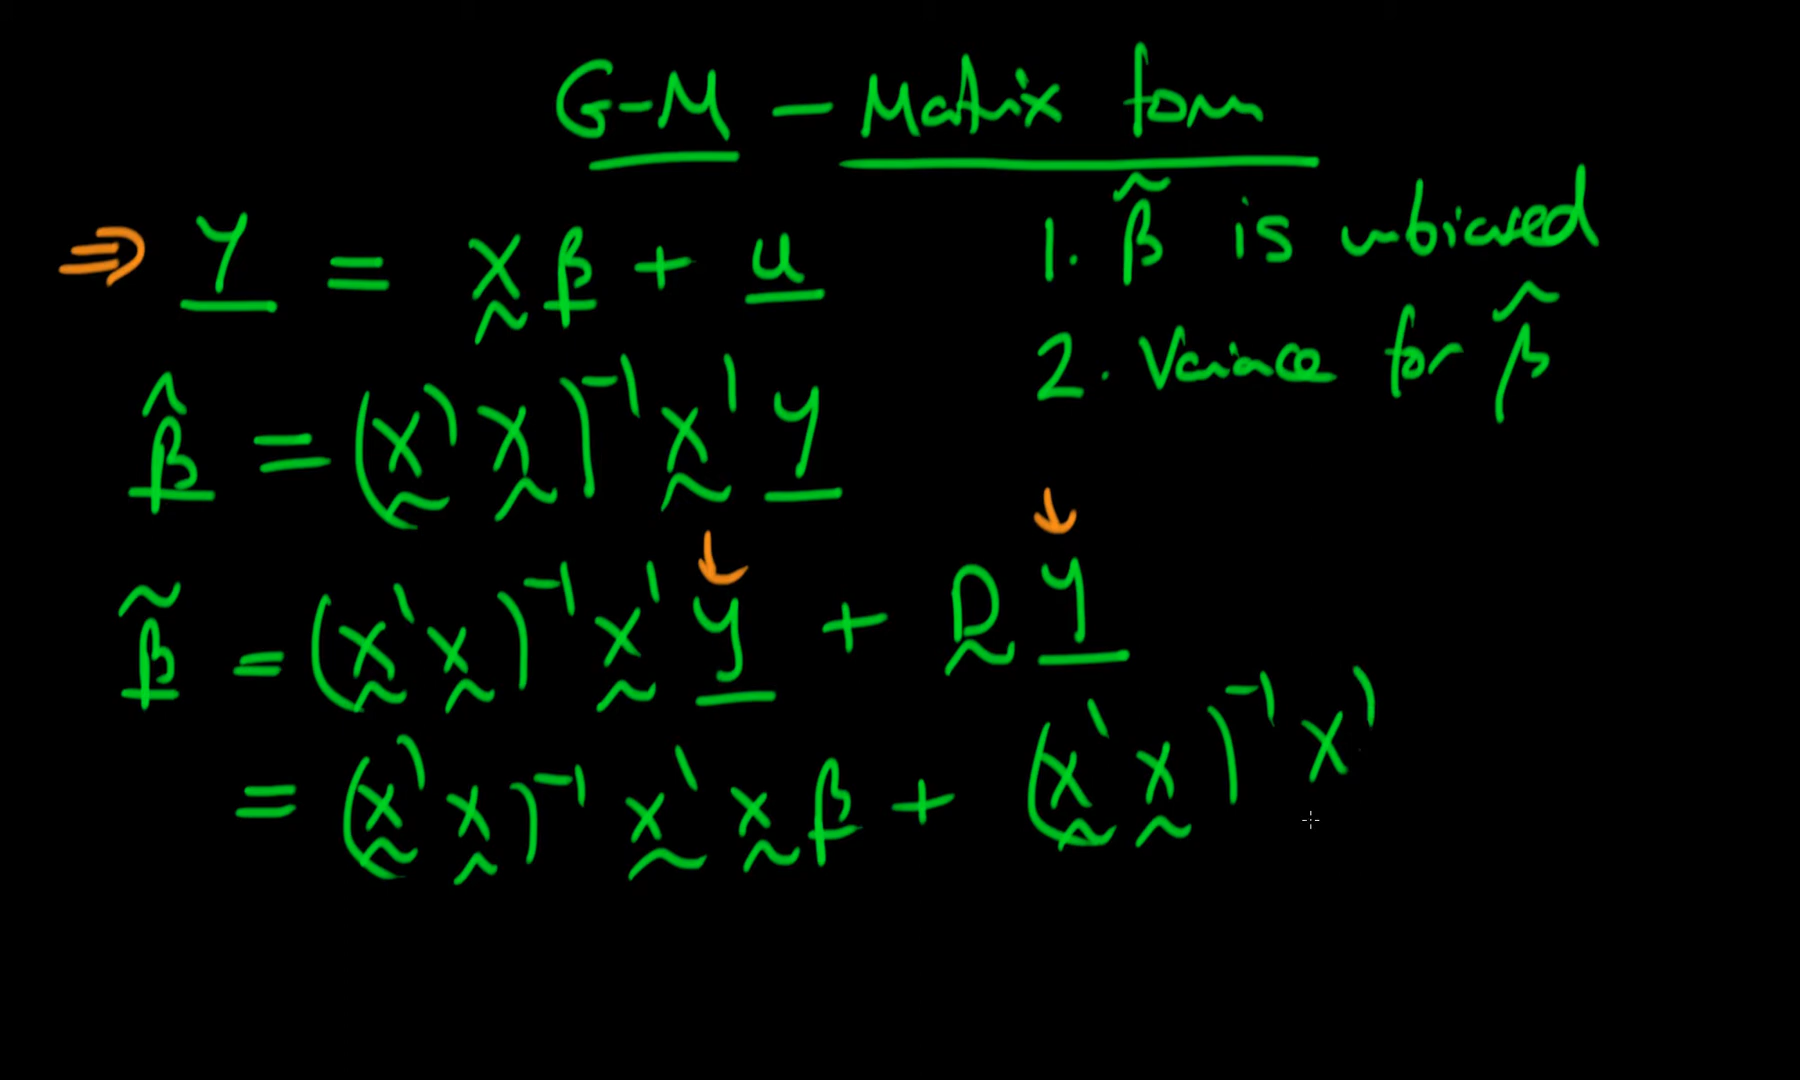 G-M - Matrix form
⇒ Y = Xβ + u
1. β̃ is unbiased
2. Variance for β̃
β̂ = (X'X)⁻¹X'Y
β̃ = (X'X)⁻¹X'Y + DY
= (X'X)⁻¹X'Xβ + (X'X)⁻¹X'